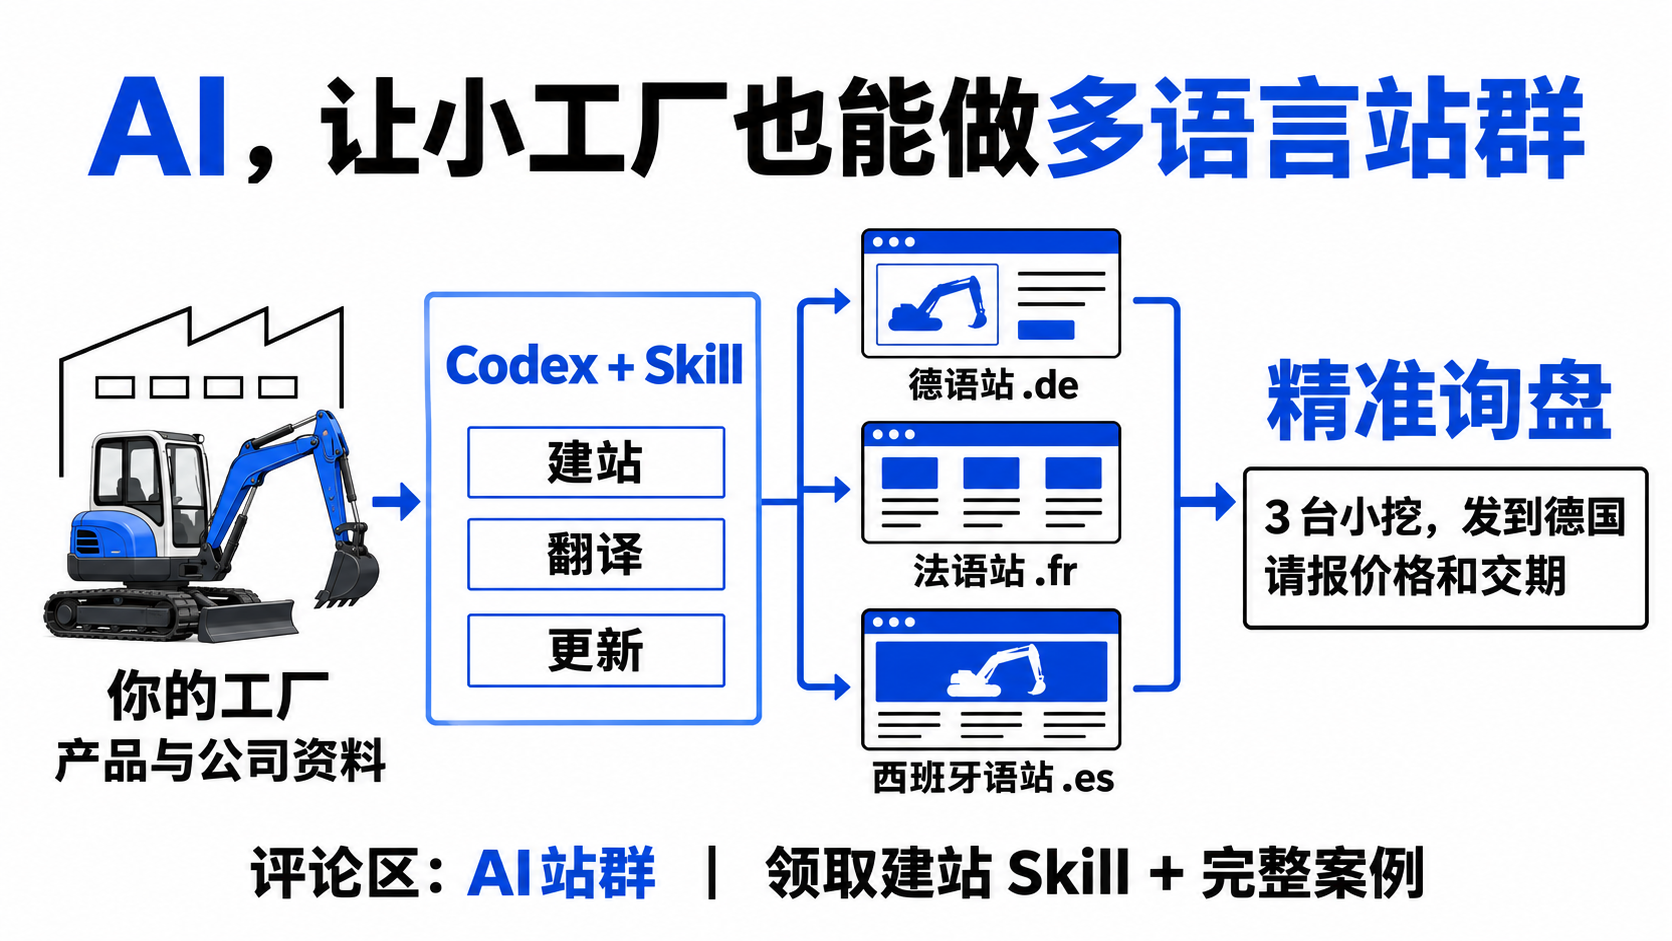 AI，让小工厂也能做多语言站群
你的工厂
产品与公司资料
Codex + Skill
建站
翻译
更新
德语站 .de
法语站 .fr
西班牙语站 .es
精准询盘
3 台小挖，发到德国
请报价格和交期
评论区：AI站群 | 领取建站 Skill + 完整案例